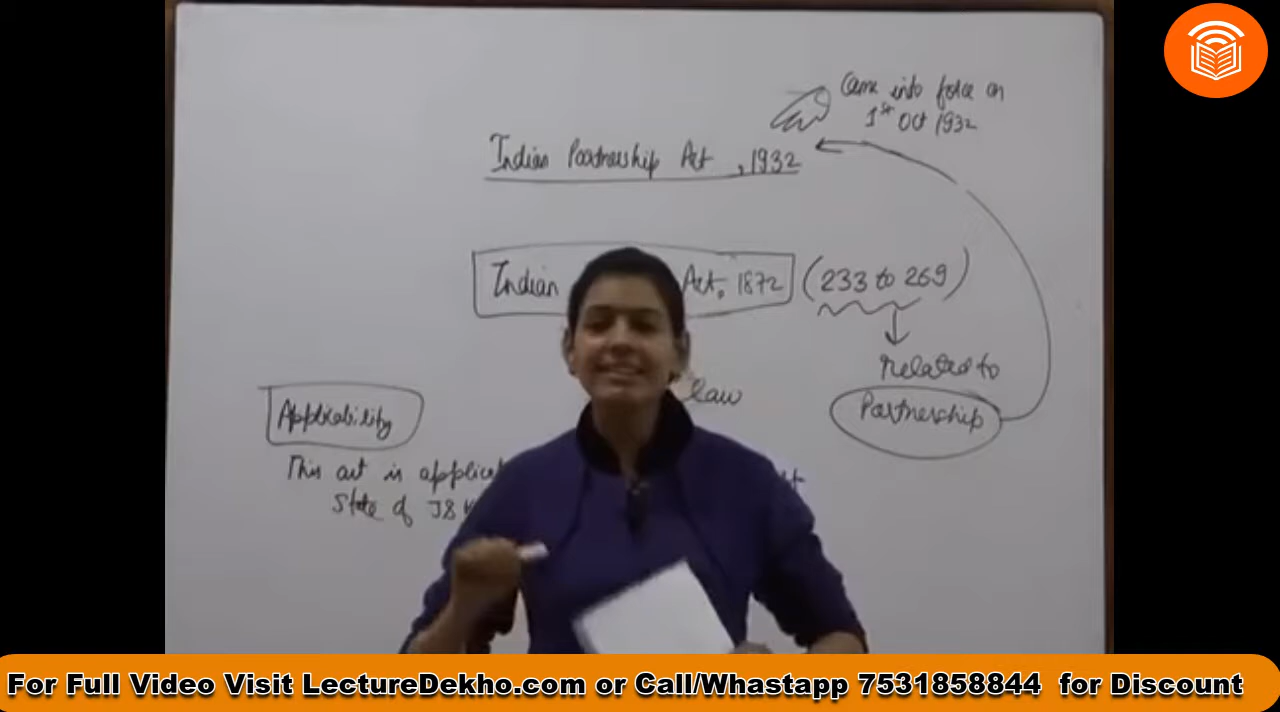 Came into force on
1st Oct 1932
Indian Partnership Act , 1932
Indian Act, 1872 (233 to 269)
related to
law
Partnership
Applicability
This act is applicat
State of J&K
For Full Video Visit LectureDekho.com or Call/Whastapp 7531858844 for Discount